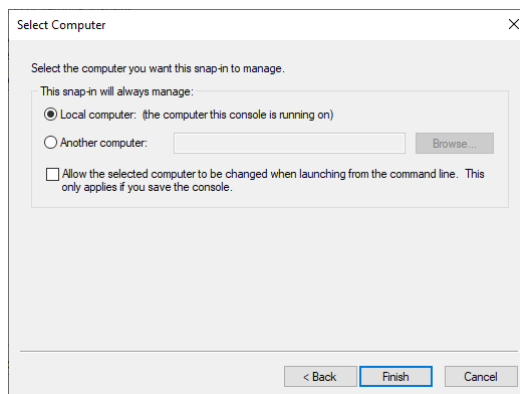 Select Computer
Select the computer you want this snap-in to manage.
This snap-in will always manage:
Local computer: (the computer this console is running on)
Another computer:
Browse...
Allow the selected computer to be changed when launching from the command line. This
only applies if you save the console.
< Back
Finish
Cancel